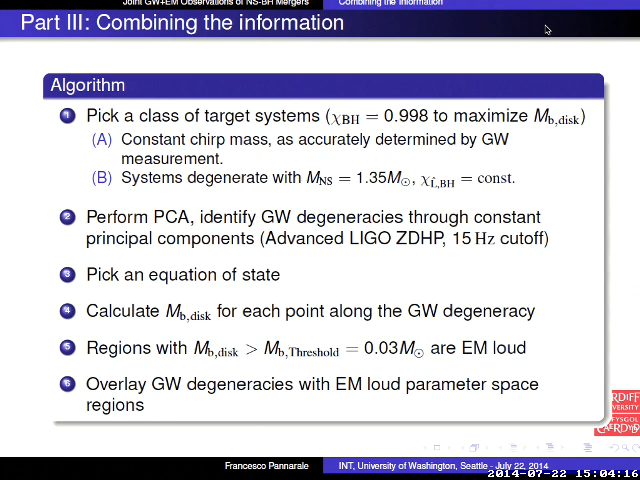 Joint GW+EM Observations of NS-BH Mergers Combining the Information
Part III: Combining the information
Algorithm
1 Pick a class of target systems (χBH = 0.998 to maximize Mb,disk)
(A) Constant chirp mass, as accurately determined by GW
measurement.
(B) Systems degenerate with MNS = 1.35M⊙, χL̂,BH = const.
2 Perform PCA, identify GW degeneracies through constant
principal components (Advanced LIGO ZDHP, 15 Hz cutoff)
3 Pick an equation of state
4 Calculate Mb,disk for each point along the GW degeneracy
5 Regions with Mb,disk > Mb,Threshold = 0.03M⊙ are EM loud
6 Overlay GW degeneracies with EM loud parameter space
regions
Francesco Pannarale INT, University of Washington, Seattle - July 22, 2014
2014-07-22 15:04:16